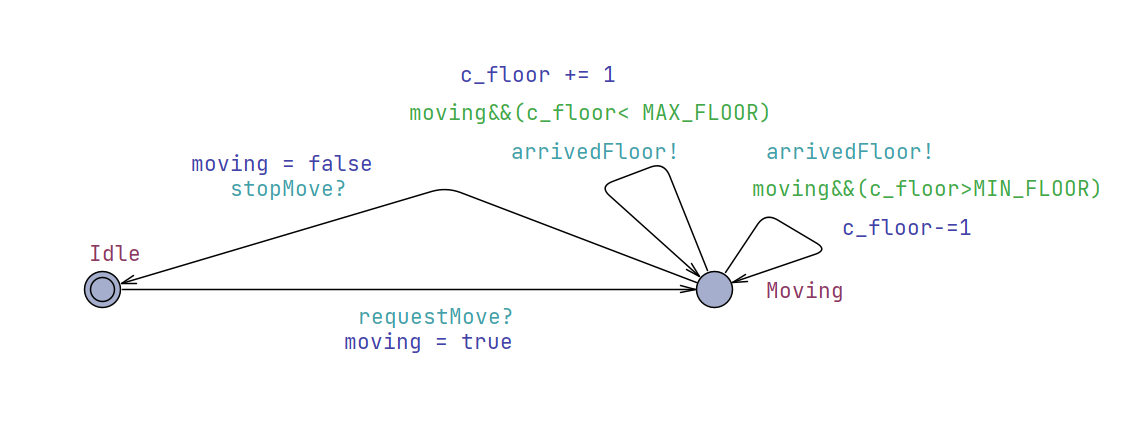 c_floor += 1
moving&&(c_floor< MAX_FLOOR)
arrivedFloor!
arrivedFloor!
moving = false
stopMove?
moving&&(c_floor>MIN_FLOOR)
c_floor-=1
Idle
Moving
requestMove?
moving = true